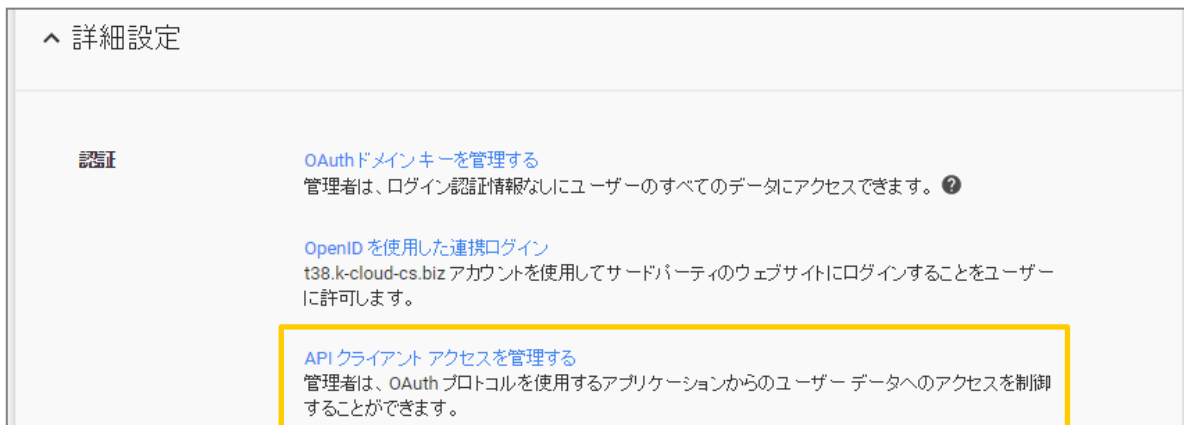 詳細設定
認証
OAuthドメインキーを管理する
管理者は、ログイン認証情報なしにユーザーのすべてのデータにアクセスできます。
OpenID を使用した連携ログイン
t38.k-cloud-cs.biz アカウントを使用してサードパーティのウェブサイトにログインすることをユーザー
に許可します。
API クライアント アクセスを管理する
管理者は、OAuth プロトコルを使用するアプリケーションからのユーザー データへのアクセスを制御
することができます。